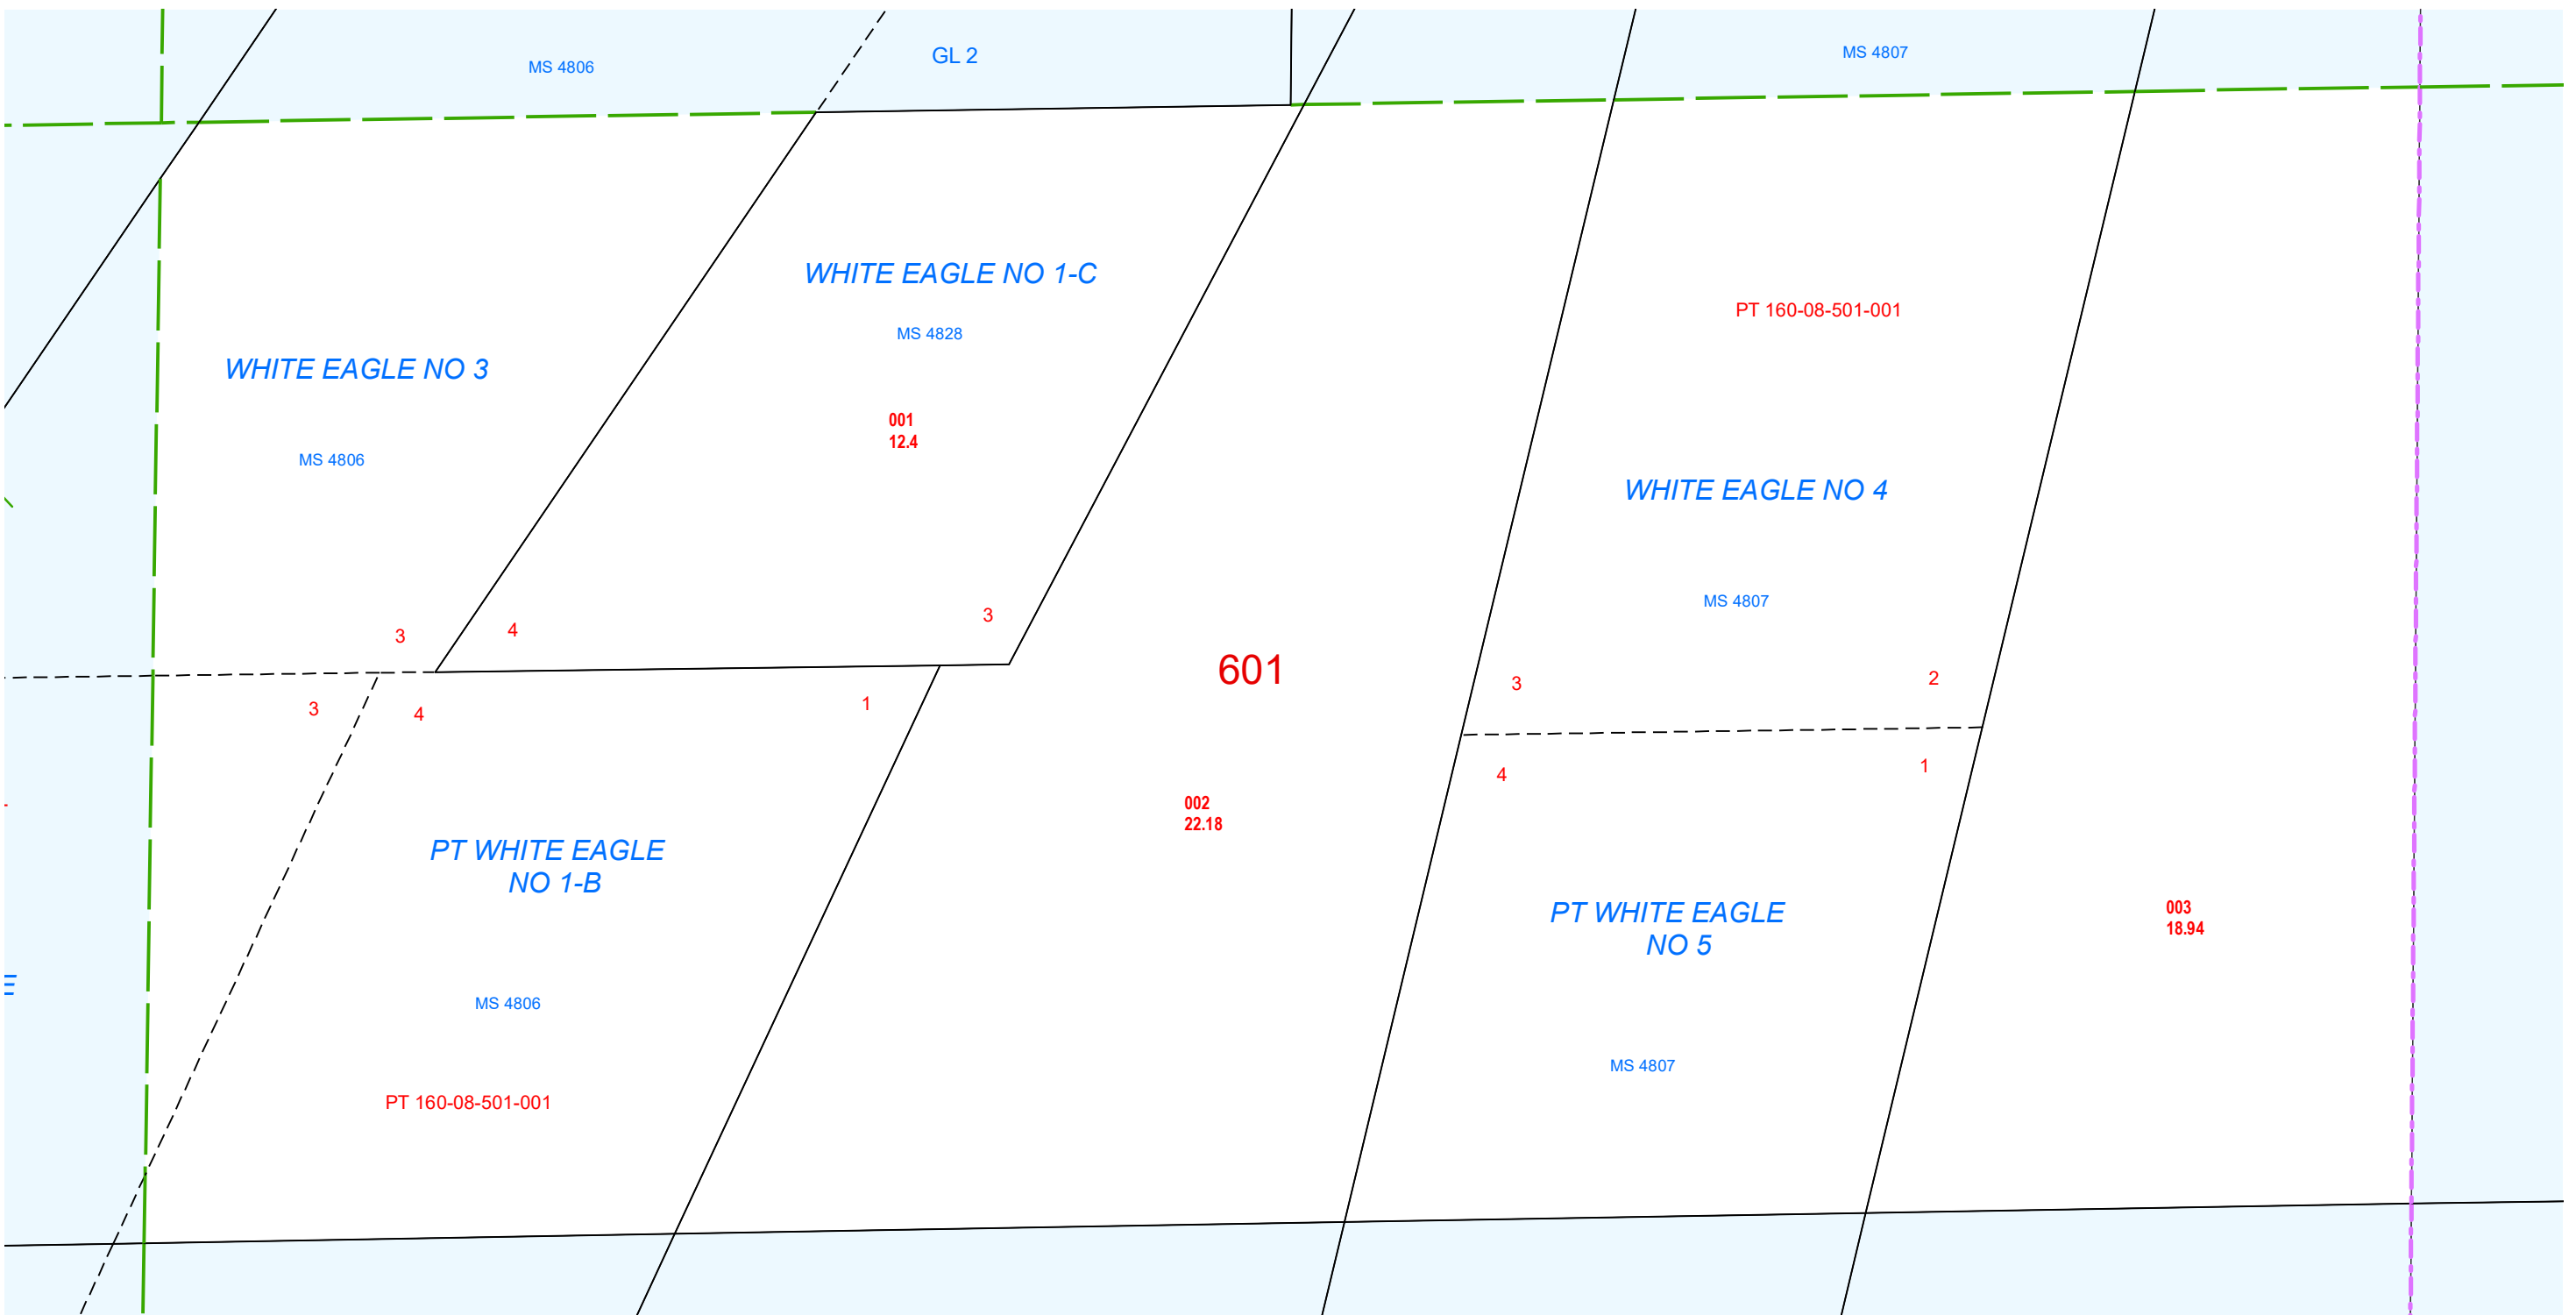 MS 4806
GL 2
MS 4807
WHITE EAGLE NO 1-C
MS 4828
001
12.4
PT 160-08-501-001
WHITE EAGLE NO 3
MS 4806
WHITE EAGLE NO 4
MS 4807
3
4
3
601
3
2
3
4
1
4
1
002
22.18
PT WHITE EAGLE
NO 1-B
MS 4806
PT 160-08-501-001
PT WHITE EAGLE
NO 5
MS 4807
003
18.94
E